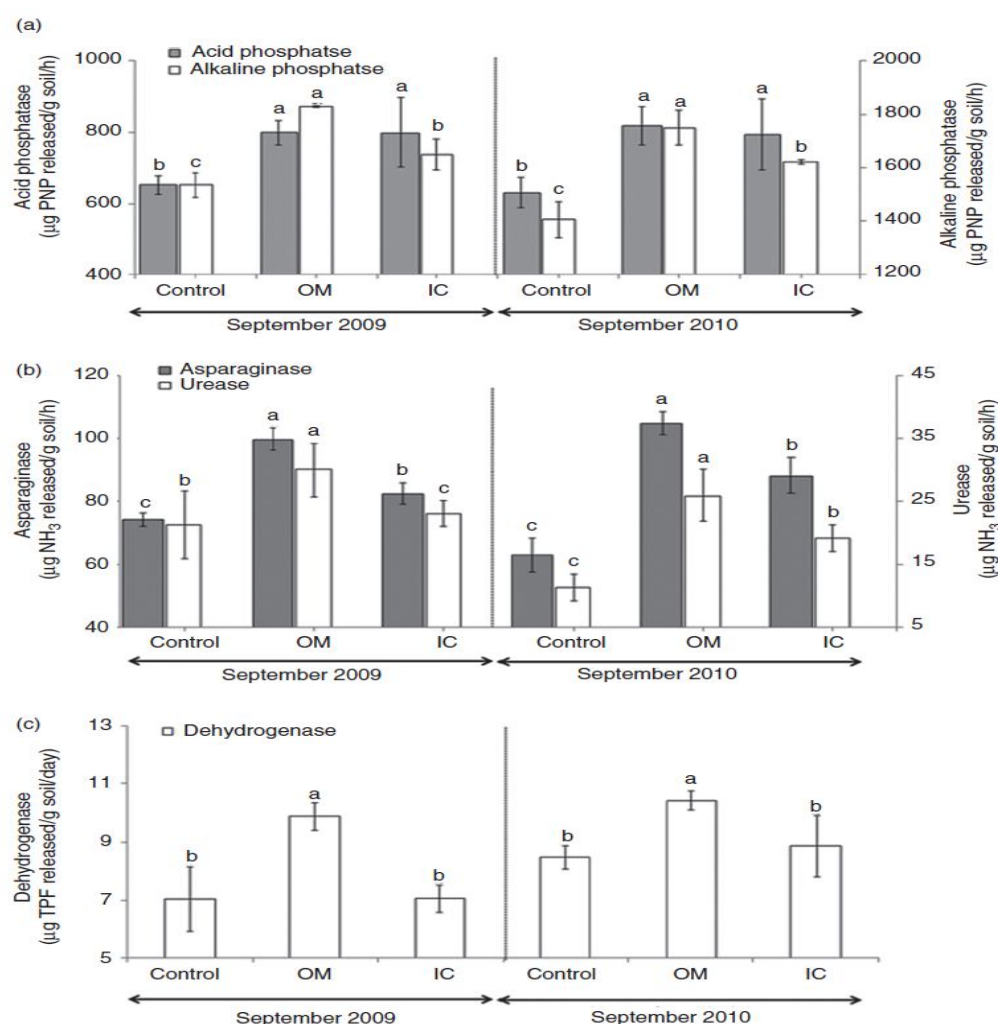 (a)
Acid phosphatse
Alkaline phosphatse
Acid phosphatase
(µg PNP released/g soil/h)
1000
800
600
400
2000
1800
1600
1400
1200
Alkaline phosphatase
(µg PNP released/g soil/h)
b c a a a b b c a a a b
Control OM IC Control OM IC
September 2009 September 2010
(b)
Asparaginase
Urease
Asparaginase
(µg NH3 released/g soil/h)
120
100
80
60
40
45
35
25
15
5
Urease
(µg NH3 released/g soil/h)
c b a a b c c c a a b b
Control OM IC Control OM IC
September 2009 September 2010
(c)
Dehydrogenase
Dehydrogenase
(µg TPF released/g soil/day)
13
11
9
7
5
b a b b a b
Control OM IC Control OM IC
September 2009 September 2010